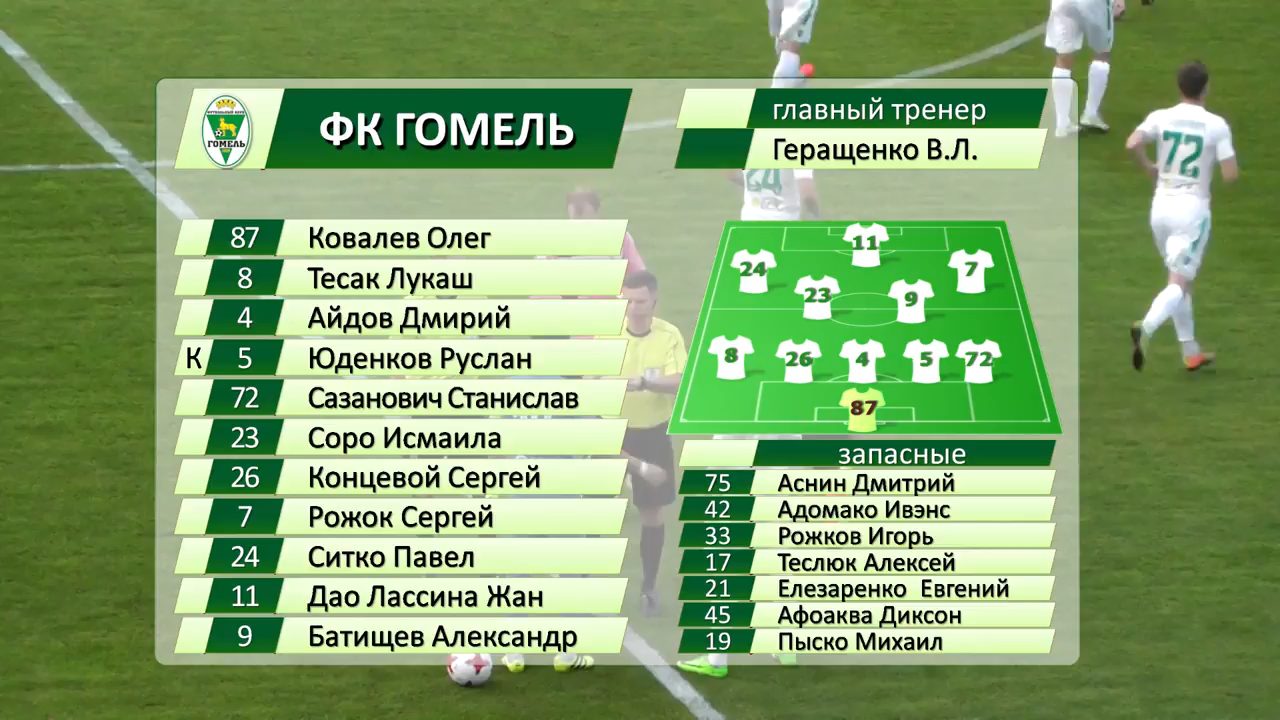 ФК ГОМЕЛЬ
ГОМЕЛЬ
87 Ковалев Олег
8 Тесак Лукаш
4 Айдов Дмирий
К 5 Юденков Руслан
72 Сазанович Станислав
23 Соро Исмаила
26 Концевой Сергей
7 Рожок Сергей
24 Ситко Павел
11 Дао Лассина Жан
9 Батищев Александр
главный тренер
Геращенко В.Л.
11
24 7
23 9
8 26 4 5 72
87
запасные
75 Аснин Дмитрий
42 Адомако Ивэнс
33 Рожков Игорь
17 Теслюк Алексей
21 Елезаренко Евгений
45 Афоаква Диксон
19 Пыско Михаил
72
24